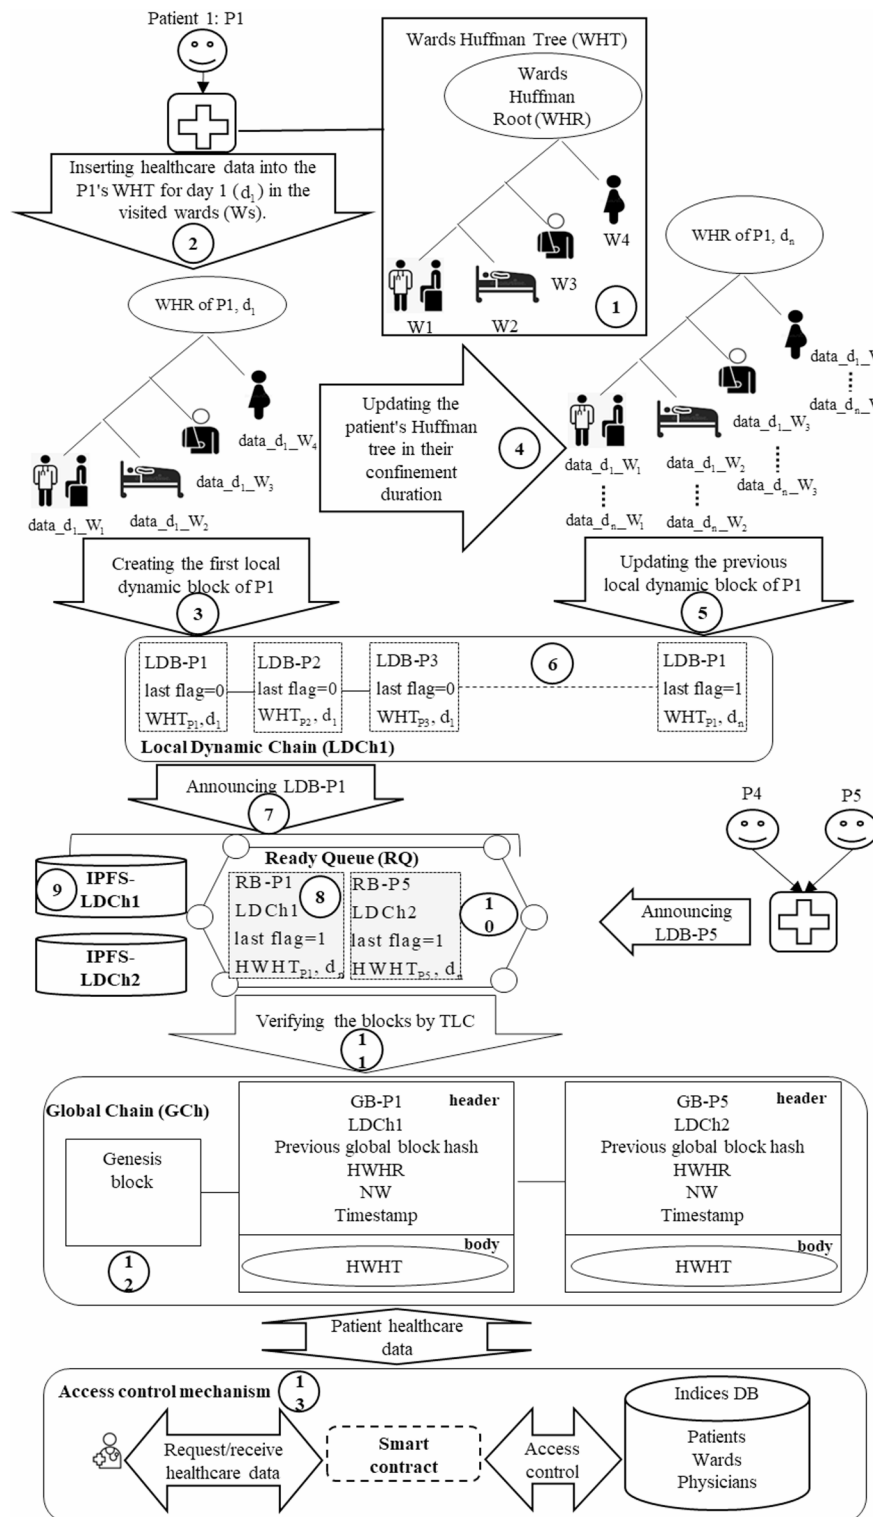 Patient 1: P1
Wards Huffman Tree (WHT)
Wards
Huffman
Root (WHR)
W4
W3
W1
W2
1
Inserting healthcare data into the
P1's WHT for day 1 (d1) in the
visited wards (Ws).
2
WHR of P1, dn
WHR of P1, d1
data_d1_W4
data_d1_W3
data_d1_W1
data_d1_W2
Updating the
patient's Huffman
tree in their
confinement
duration
4
data_d1_W
data_dn_W
data_d1_W3
data_dn_W3
data_d1_W1
data_d1_W2
data_dn_W1
data_dn_W2
Creating the first local
dynamic block of P1
3
Updating the previous
local dynamic block of P1
5
LDB-P1
last flag=0
WHTP1, d1
LDB-P2
last flag=0
WHTP2, d1
LDB-P3
last flag=0
WHTP3, d1
6
LDB-P1
last flag=1
WHTP1, dn
Local Dynamic Chain (LDCh1)
Announcing LDB-P1
7
P4
P5
Ready Queue (RQ)
9
IPFS-
LDCh1
IPFS-
LDCh2
RB-P1
LDCh1
last flag=1
HWHTP1, dn
8
RB-P5
LDCh2
last flag=1
HWHTP5, dn
1
0
Announcing
LDB-P5
Verifying the blocks by TLC
1
1
Global Chain (GCh)
Genesis
block
1
2
GB-P1
header
LDCh1
Previous global block hash
HWHR
NW
Timestamp
body
HWHT
GB-P5
header
LDCh2
Previous global block hash
HWHR
NW
Timestamp
body
HWHT
Patient healthcare
data
Access control mechanism
1
3
Request/receive
healthcare data
Smart
contract
Access
control
Indices DB
Patients
Wards
Physicians